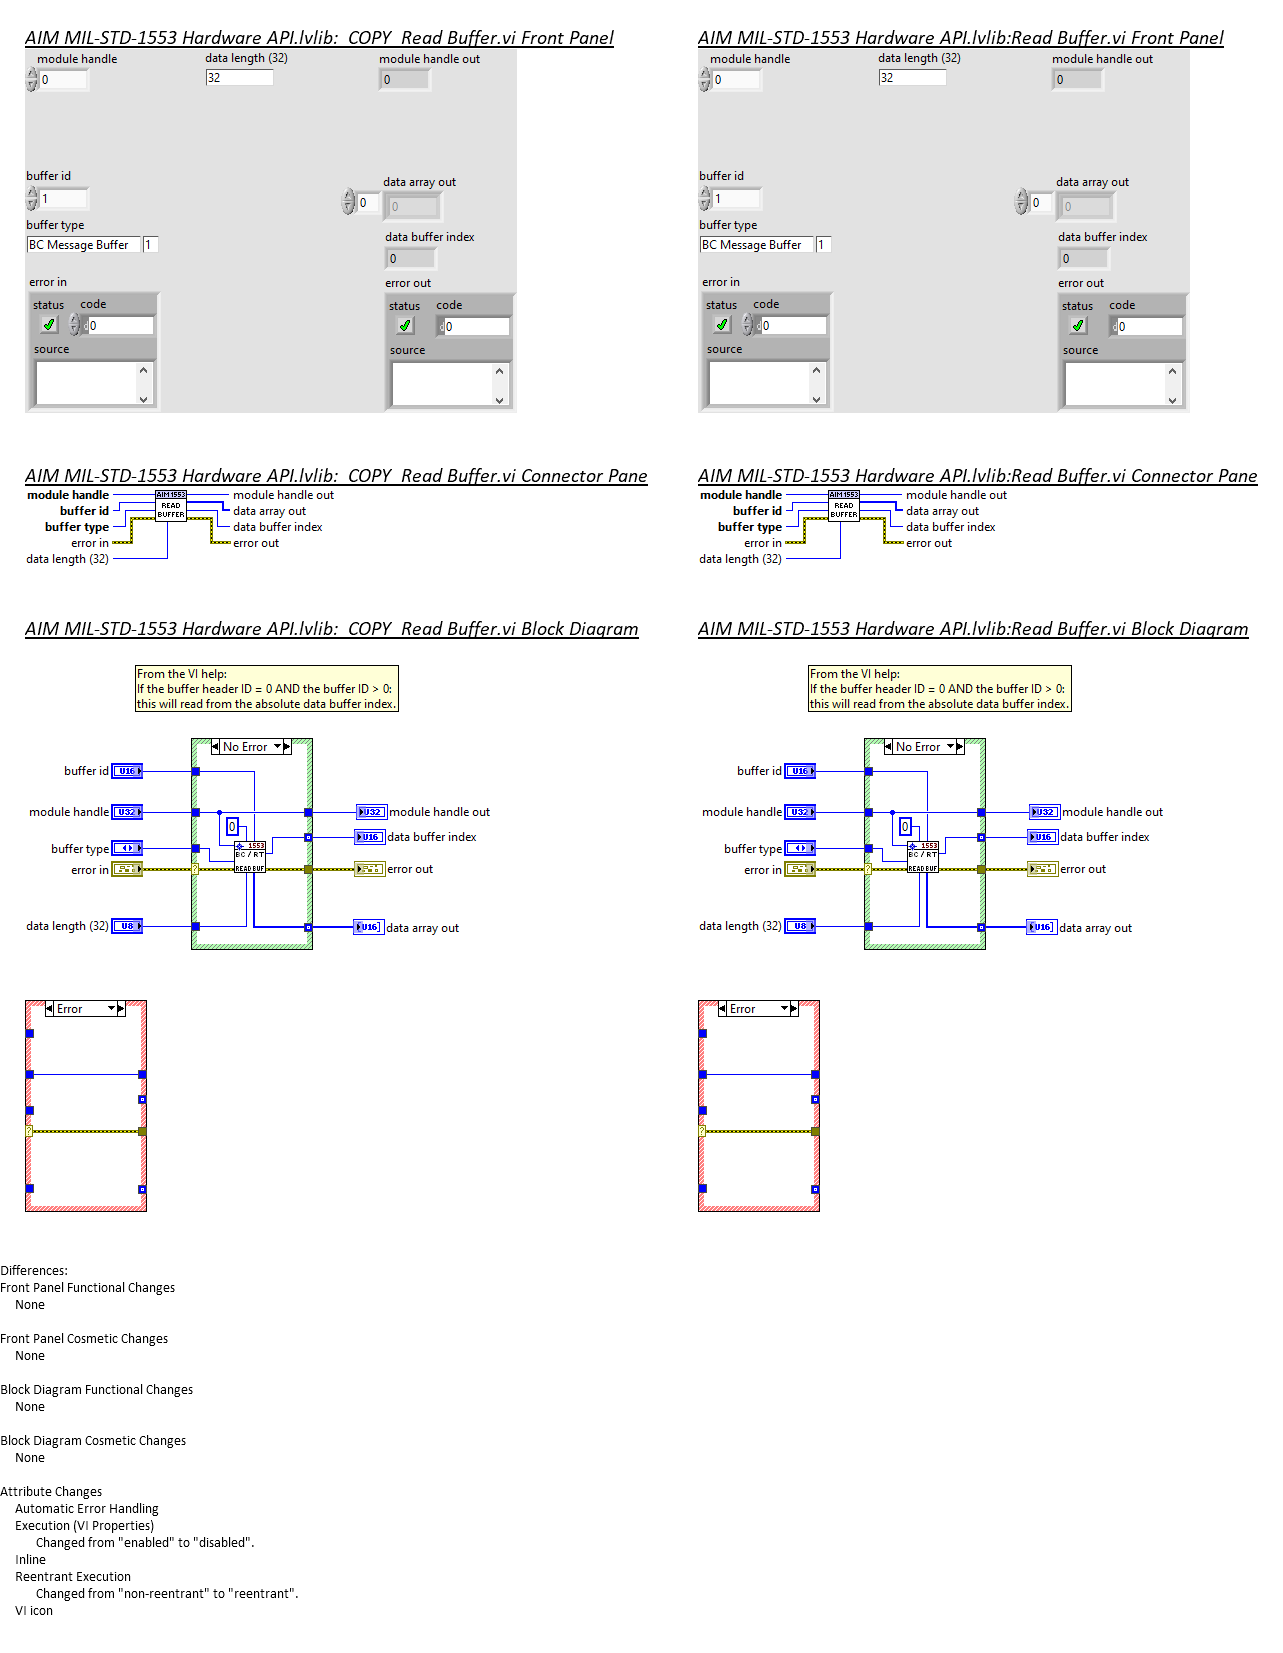 AIM MIL-STD-1553 Hardware API.lvlib:  COPY  Read Buffer.vi Front Panel
module handle
data length (32)
module handle out
0
32
0
buffer id
data array out
1
0
0
buffer type
data buffer index
BC Message Buffer
1
0
error in
error out
status
code
status
code
d0
d0
source
source
AIM MIL-STD-1553 Hardware API.lvlib:Read Buffer.vi Front Panel
module handle
data length (32)
module handle out
0
32
0
buffer id
data array out
1
0
0
buffer type
data buffer index
BC Message Buffer
1
0
error in
error out
status
code
status
code
d0
d0
source
source
AIM MIL-STD-1553 Hardware API.lvlib:  COPY  Read Buffer.vi Connector Pane
module handle
AIM1553
module handle out
buffer id
READ
data array out
buffer type
BUFFER
data buffer index
error in
error out
data length (32)
AIM MIL-STD-1553 Hardware API.lvlib:Read Buffer.vi Connector Pane
module handle
AIM1553
module handle out
buffer id
READ
data array out
buffer type
BUFFER
data buffer index
error in
error out
data length (32)
AIM MIL-STD-1553 Hardware API.lvlib:  COPY  Read Buffer.vi Block Diagram
From the VI help:
If the buffer header ID = 0 AND the buffer ID > 0:
this will read from the absolute data buffer index.
No Error
buffer id
U16
module handle
U32
U32
module handle out
0
U16
data buffer index
buffer type
1553
BC / RT
READ BUF
error in
?
error out
data length (32)
U8
U16
data array out
Error
?
AIM MIL-STD-1553 Hardware API.lvlib:Read Buffer.vi Block Diagram
From the VI help:
If the buffer header ID = 0 AND the buffer ID > 0:
this will read from the absolute data buffer index.
No Error
buffer id
U16
module handle
U32
U32
module handle out
0
U16
data buffer index
buffer type
1553
BC / RT
READ BUF
error in
?
error out
data length (32)
U8
U16
data array out
Error
?
Differences:
Front Panel Functional Changes
None
Front Panel Cosmetic Changes
None
Block Diagram Functional Changes
None
Block Diagram Cosmetic Changes
None
Attribute Changes
Automatic Error Handling
Execution (VI Properties)
Changed from "enabled" to "disabled".
Inline
Reentrant Execution
Changed from "non-reentrant" to "reentrant".
VI icon